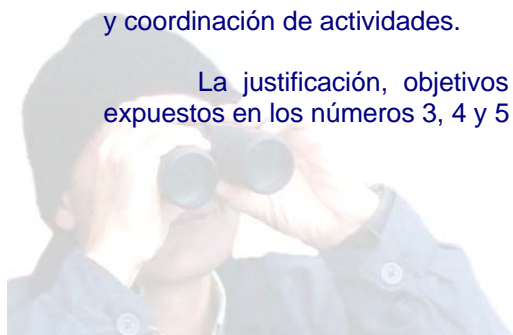 y coordinación de actividades.
La justificación, objetivos
expuestos en los números 3, 4 y 5